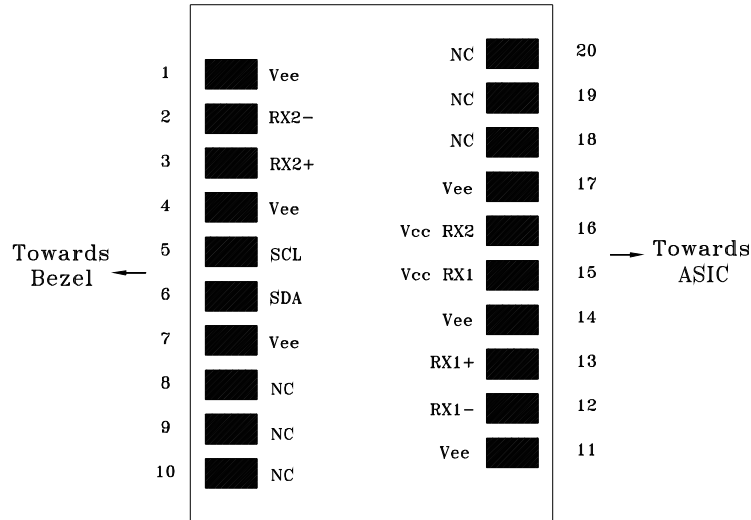 1 Vee
2 RX2-
3 RX2+
4 Vee
5 SCL
6 SDA
7 Vee
8 NC
9 NC
10 NC
Towards
Bezel
NC 20
NC 19
NC 18
Vee 17
Vcc RX2 16
Vcc RX1 15
Vee 14
RX1+ 13
RX1- 12
Vee 11
Towards
ASIC